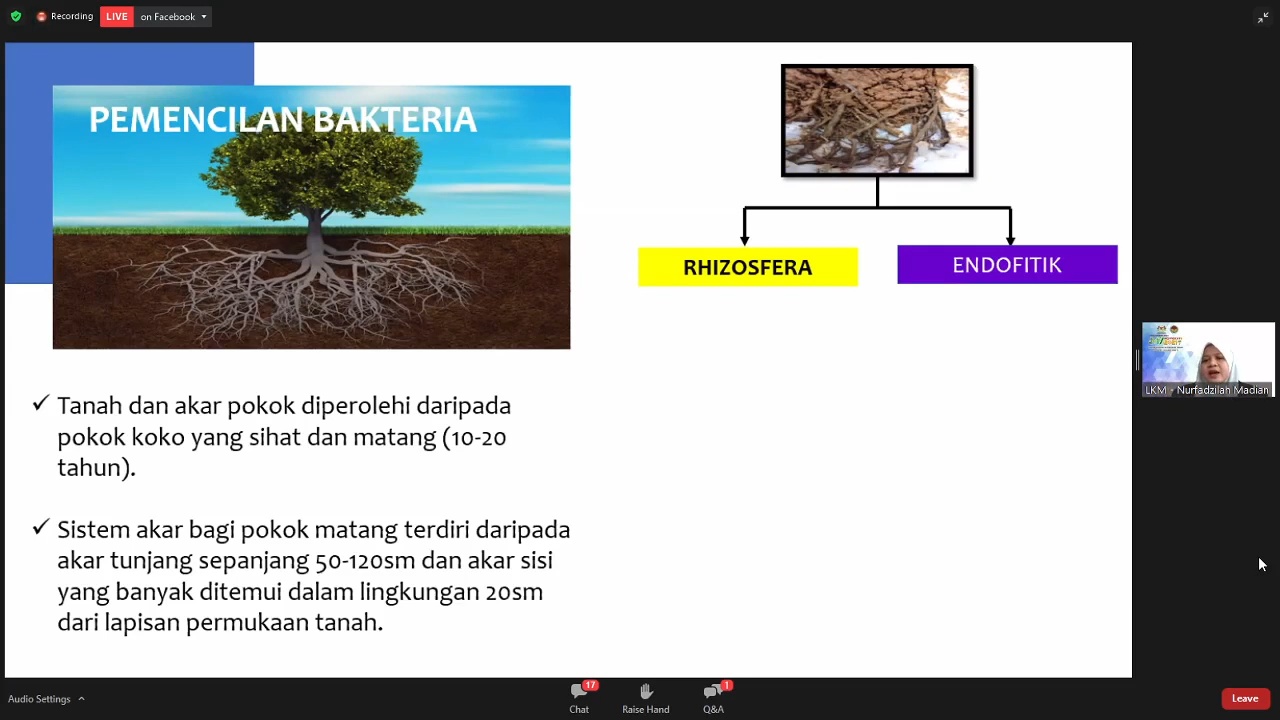 Recording
LIVE
on Facebook
PEMENCILAN BAKTERIA
RHIZOSFERA
ENDOFITIK
✓ Tanah dan akar pokok diperolehi daripada
pokok koko yang sihat dan matang (10-20
tahun).
✓ Sistem akar bagi pokok matang terdiri daripada
akar tunjang sepanjang 50-120sm dan akar sisi
yang banyak ditemui dalam lingkungan 20sm
dari lapisan permukaan tanah.
LKM - Nurfadzilah Madian
Audio Settings
17
Chat
Raise Hand
1
Q&A
Leave